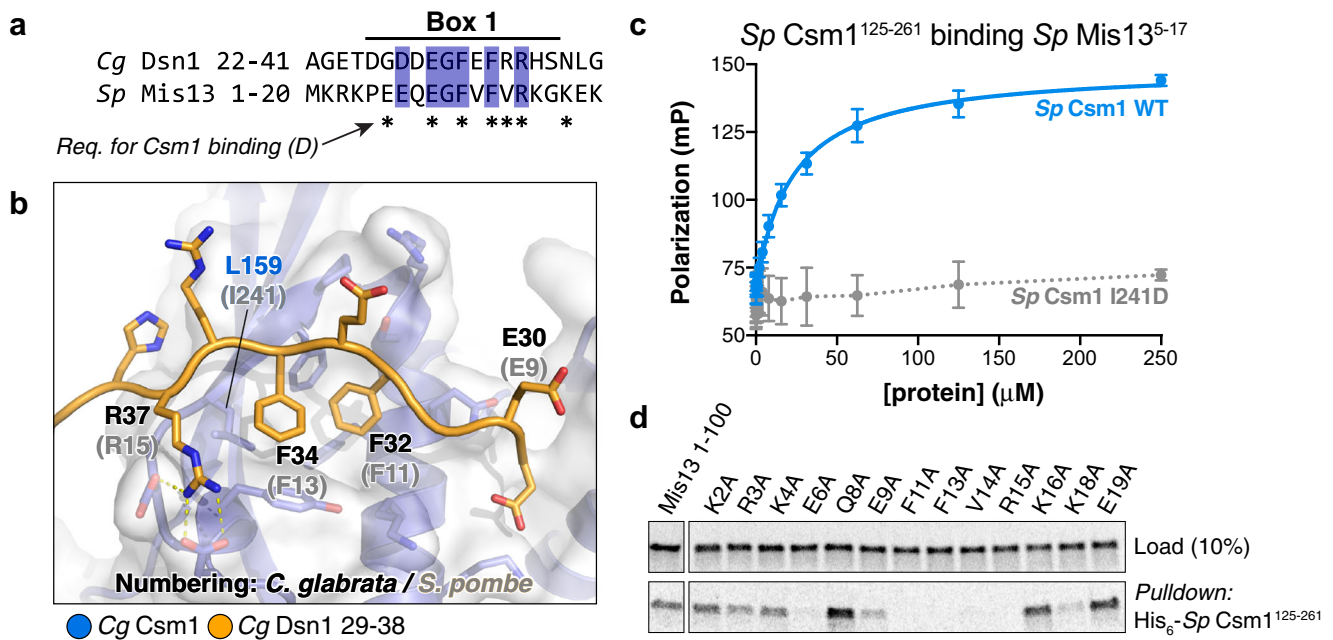 a
Box 1
Cg Dsn1 22-41 AGETDGDDEGFEFRRHSNLG
Sp Mis13 1-20 MKRKPEEQEGFVFVRKGKEK
* * * *** *
Req. for Csm1 binding (D)
b
L159
(I241)
E30
(E9)
R37
(R15)
F34
(F13)
F32
(F11)
Numbering: C. glabrata / S. pombe
Cg Csm1 Cg Dsn1 29-38
c
Sp Csm1125-261 binding Sp Mis135-17
150
125
100
75
50
Polarization (mP)
Sp Csm1 WT
Sp Csm1 I241D
0 50 100 150 200 250
[protein] (μM)
d
Mis13 1-100
K2A
R3A
K4A
E6A
Q8A
E9A
F11A
F13A
V14A
R15A
K16A
K18A
E19A
Load (10%)
Pulldown:
His6-Sp Csm1125-261